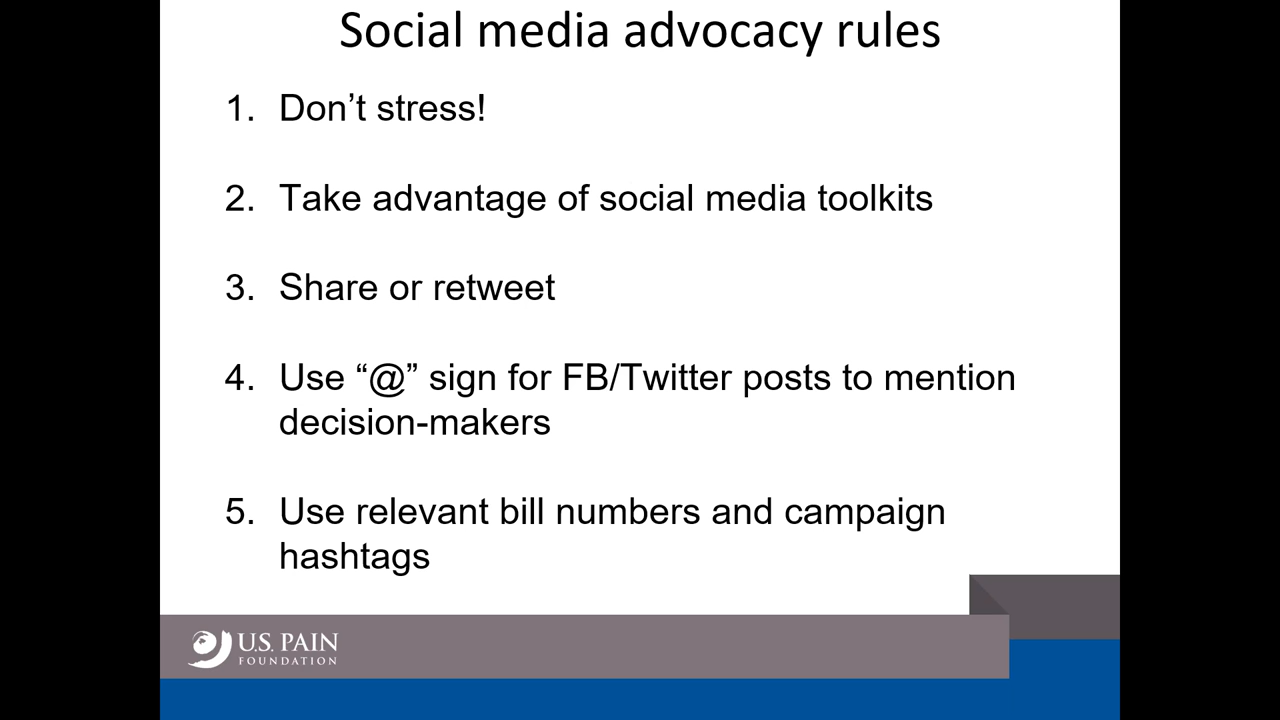 Social media advocacy rules
1. Don’t stress!
2. Take advantage of social media toolkits
3. Share or retweet
4. Use “@” sign for FB/Twitter posts to mention
decision-makers
5. Use relevant bill numbers and campaign
hashtags
U.S. PAIN
FOUNDATION